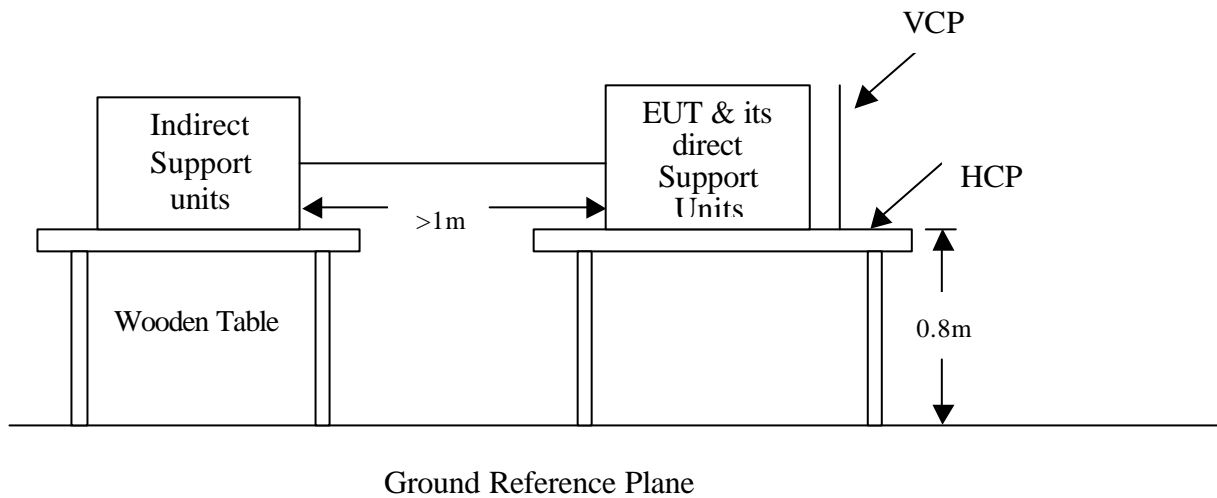 VCP
Indirect
Support
units
EUT & its
direct
Support
Units
HCP
>1m
Wooden Table
0.8m
Ground Reference Plane